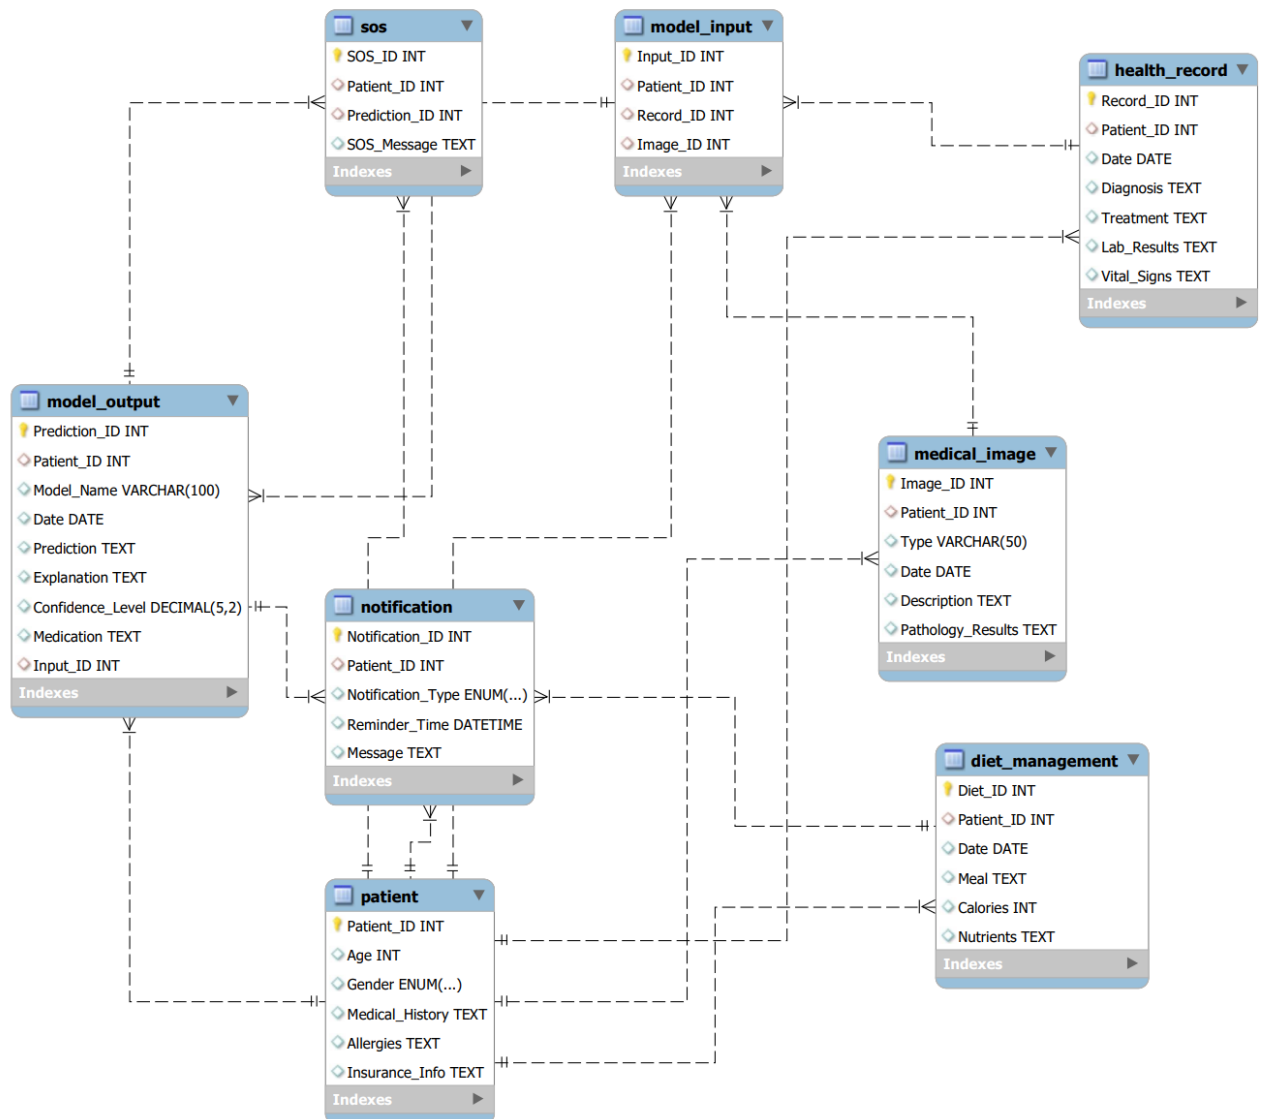 sos
SOS_ID INT
Patient_ID INT
Prediction_ID INT
SOS_Message TEXT
Indexes
model_input
Input_ID INT
Patient_ID INT
Record_ID INT
Image_ID INT
Indexes
health_record
Record_ID INT
Patient_ID INT
Date DATE
Diagnosis TEXT
Treatment TEXT
Lab_Results TEXT
Vital_Signs TEXT
Indexes
model_output
Prediction_ID INT
Patient_ID INT
Model_Name VARCHAR(100)
Date DATE
Prediction TEXT
Explanation TEXT
Confidence_Level DECIMAL(5,2)
Medication TEXT
Input_ID INT
Indexes
medical_image
Image_ID INT
Patient_ID INT
Type VARCHAR(50)
Date DATE
Description TEXT
Pathology_Results TEXT
Indexes
notification
Notification_ID INT
Patient_ID INT
Notification_Type ENUM(...)
Reminder_Time DATETIME
Message TEXT
Indexes
diet_management
Diet_ID INT
Patient_ID INT
Date DATE
Meal TEXT
Calories INT
Nutrients TEXT
Indexes
patient
Patient_ID INT
Age INT
Gender ENUM(...)
Medical_History TEXT
Allergies TEXT
Insurance_Info TEXT
Indexes